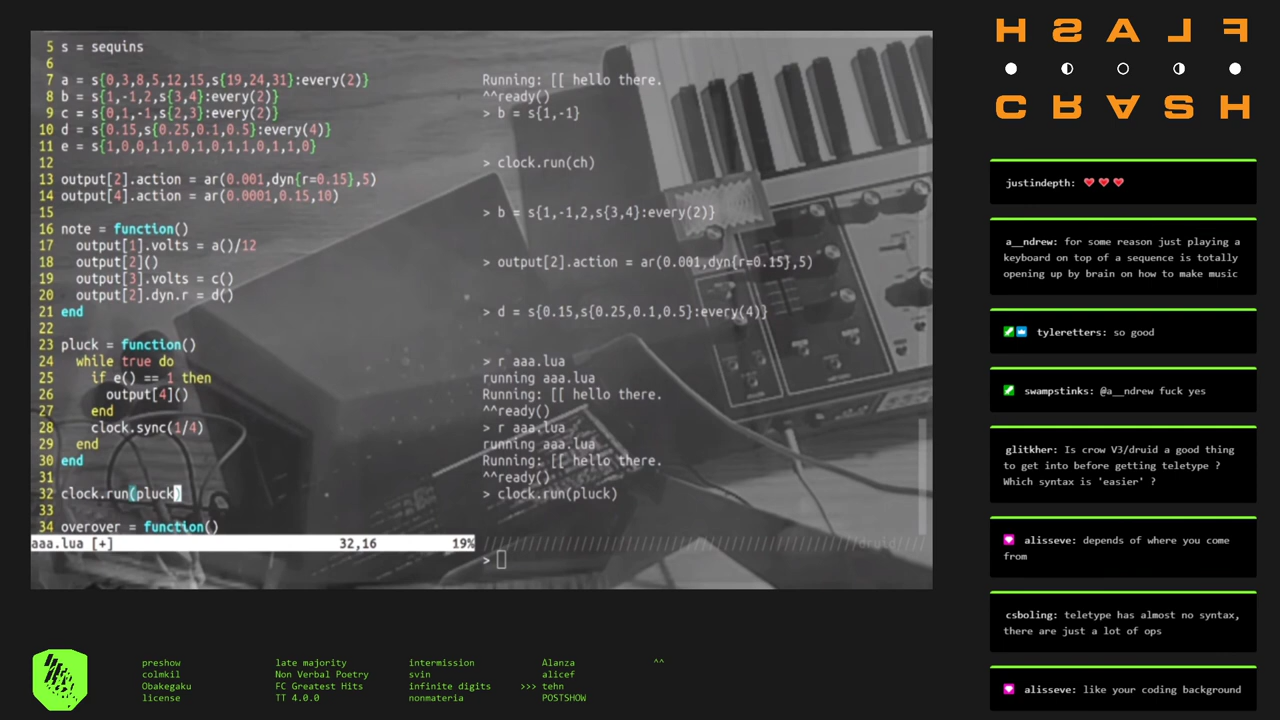 5 s = sequins
6
7 a = s{0,3,8,5,12,15,s{19,24,31}:every(2)}
8 b = s{1,-1,2,s{3,4}:every(2)}
9 c = s{0,1,-1,s{2,3}:every(2)}
10 d = s{0.15,s{0.25,0.1,0.5}:every(4)}
11 e = s{1,0,0,1,1,0,1,0,1,1,0,1,1,0}
12
13 output[2].action = ar(0.001,dyn{r=0.15},5)
14 output[4].action = ar(0.0001,0.15,10)
15
16 note = function()
17 output[1].volts = a()/12
18 output[2]()
19 output[3].volts = c()
20 output[2].dyn.r = d()
21 end
22
23 pluck = function()
24 while true do
25 if e() == 1 then
26 output[4]()
27 end
28 clock.sync(1/4)
29 end
30 end
31
32 clock.run(pluck)
33
34 overover = function()
aaa.lua [+] 32,16 19%
Running: [[ hello there.
^^ready()
> b = s{1,-1}
> clock.run(ch)
> b = s{1,-1,2,s{3,4}:every(2)}
> output[2].action = ar(0.001,dyn{r=0.15},5)
> d = s{0.15,s{0.25,0.1,0.5}:every(4)}
> r aaa.lua
running aaa.lua
Running: [[ hello there.
^^ready()
> r aaa.lua
running aaa.lua
Running: [[ hello there.
^^ready()
> clock.run(pluck)
////////////////////////////////////////////////////druid////
>
FLASH
CRASH
justindepth: ❤ ❤ ❤
a__ndrew: for some reason just playing a
keyboard on top of a sequence is totally
opening up by brain on how to make music
tyleretters: so good
swampstinks: @a__ndrew fuck yes
glitkher: Is crow V3/druid a good thing
to get into before getting teletype ?
Which syntax is 'easier' ?
alisseve: depends of where you come
from
csboling: teletype has almost no syntax,
there are just a lot of ops
alisseve: like your coding background
preshow
colmkil
Obakegaku
license
late majority
Non Verbal Poetry
FC Greatest Hits
TT 4.0.0
intermission
svin
infinite digits
nonmateria
Alanza
alicef
>>> tehn
POSTSHOW
^^